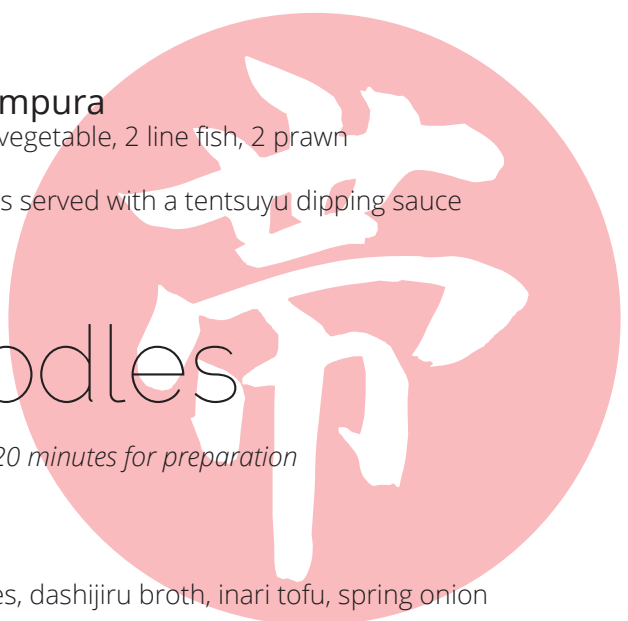 mpura
vegetable, 2 line fish, 2 prawn
s served with a tentsuyu dipping sauce
帯
odles
20 minutes for preparation
es, dashijiru broth, inari tofu, spring onion